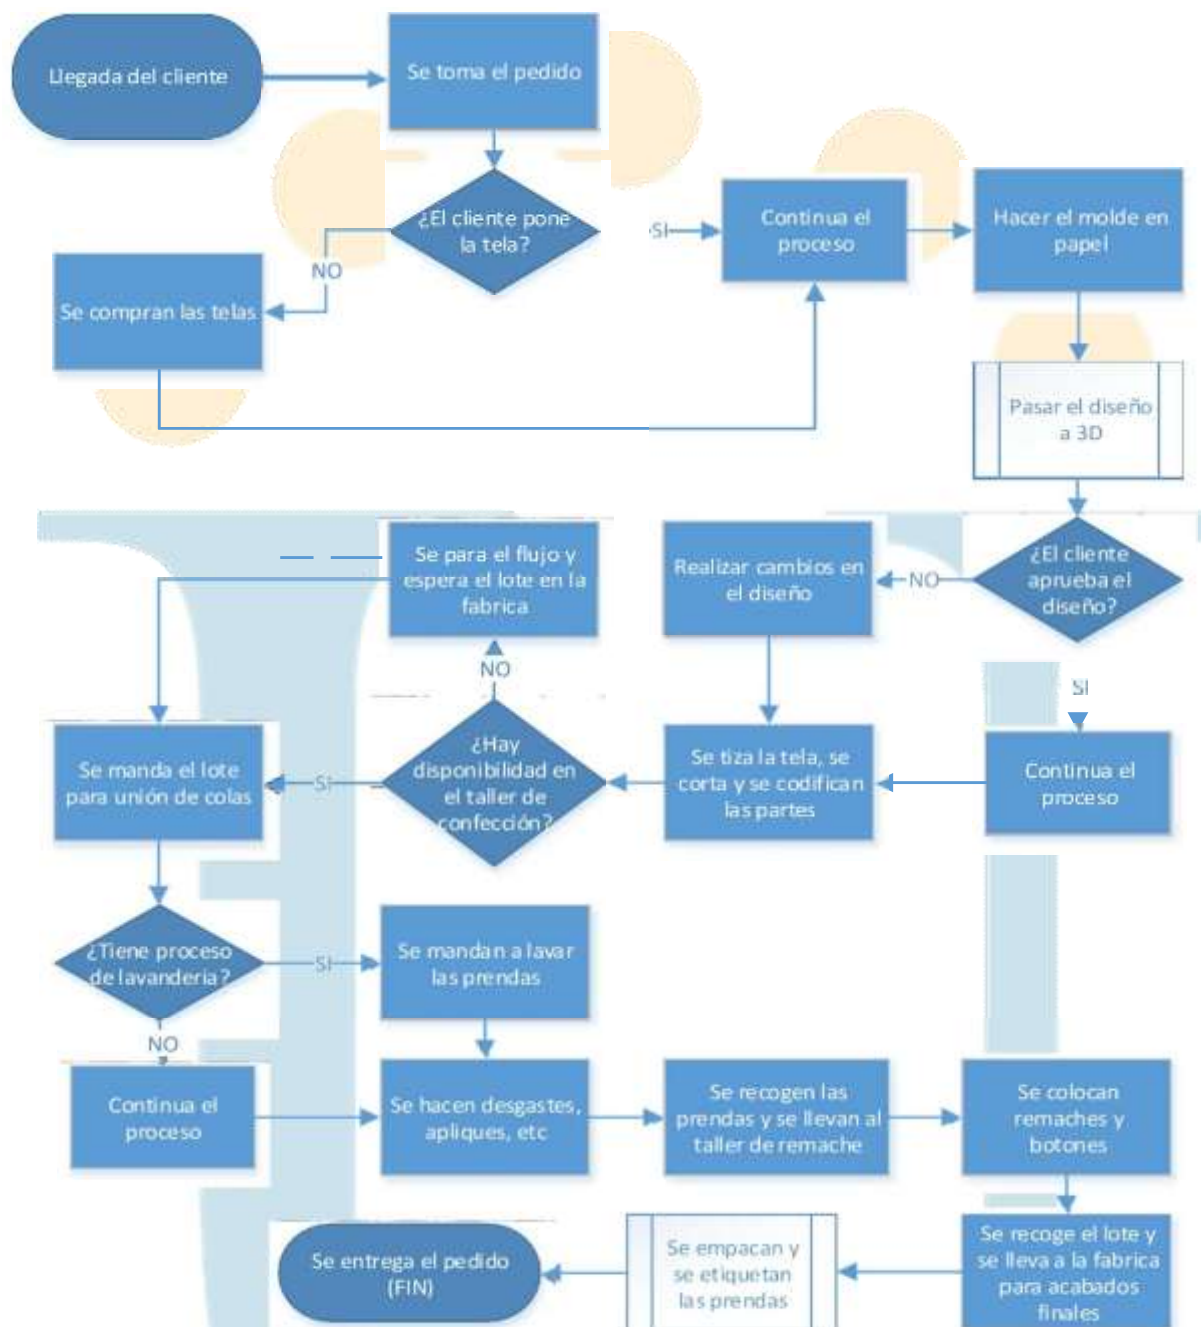 Llegada del cliente
Se toma el pedido
¿El cliente pone
la tela?
SI
Continua el
proceso
Hacer el molde en
papel
NO
Se compran las telas
Pasar el diseño
a 3D
Se para el flujo y
espera el lote en la
fabrica
Realizar cambios en
el diseño
NO
¿El cliente
aprueba el
diseño?
NO
SI
Se manda el lote
para unión de colas
SI
¿Hay
disponibilidad en
el taller de
confección?
Se tiza la tela, se
corta y se codifican
las partes
Continua el
proceso
¿Tiene proceso
de lavanderia?
SI
Se mandan a lavar
las prendas
NO
Continua el
proceso
Se hacen desgastes,
apliques, etc
Se recogen las
prendas y se llevan al
taller de remache
Se colocan
remaches y
botones
Se entrega el pedido
(FIN)
Se empacan y
se etiquetan
las prendas
Se recoge el lote y
se lleva a la fabrica
para acabados
finales